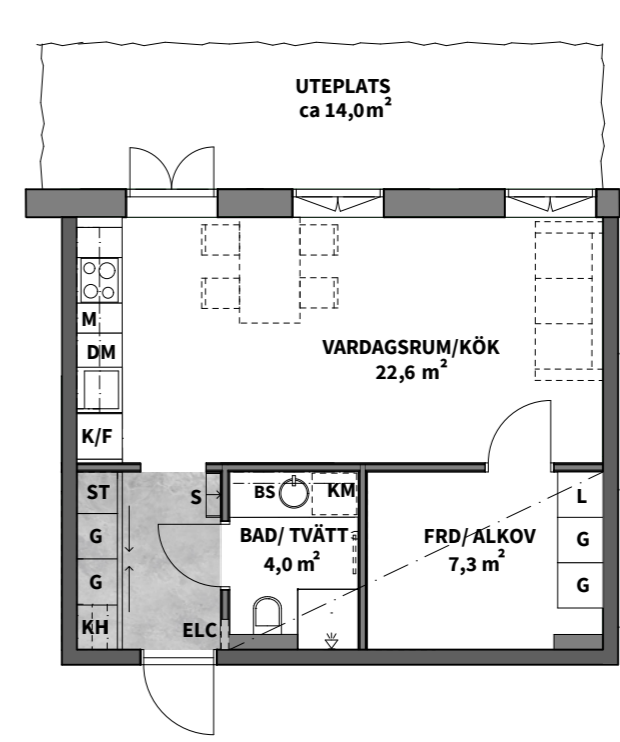 UTEPLATS
ca 14,0m²
M
DM
VARDAGSRUM/KÖK
22,6 m²
K/F
ST
S
BS
KM
L
G
BAD/ TVÄTT
4,0 m²
FRD/ ALKOV
7,3 m²
G
G
G
KH
ELC